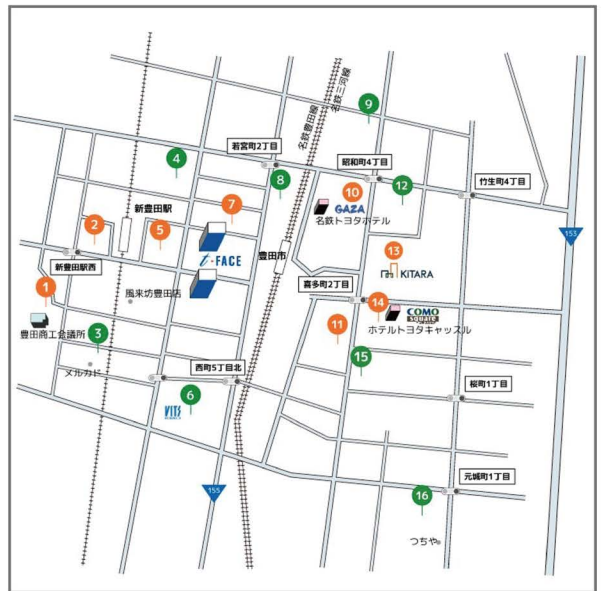 9
名鉄三河線
名鉄豊田線
若宮町2丁目
4
昭和町4丁目
8
12
竹生町4丁目
10
新豊田駅
7
GAZA
名鉄トヨタホテル
2
5
153
t-FACE
豊田市
13
KITARA
新豊田駅西
1
喜多町2丁目
風来坊豊田店
14
COMO
SQUARE
豊田商工会議所
3
11
ホテルトヨタキャッスル
15
メルカド
西町5丁目北
桜町1丁目
6
VITS
元城町1丁目
155
16
つちや